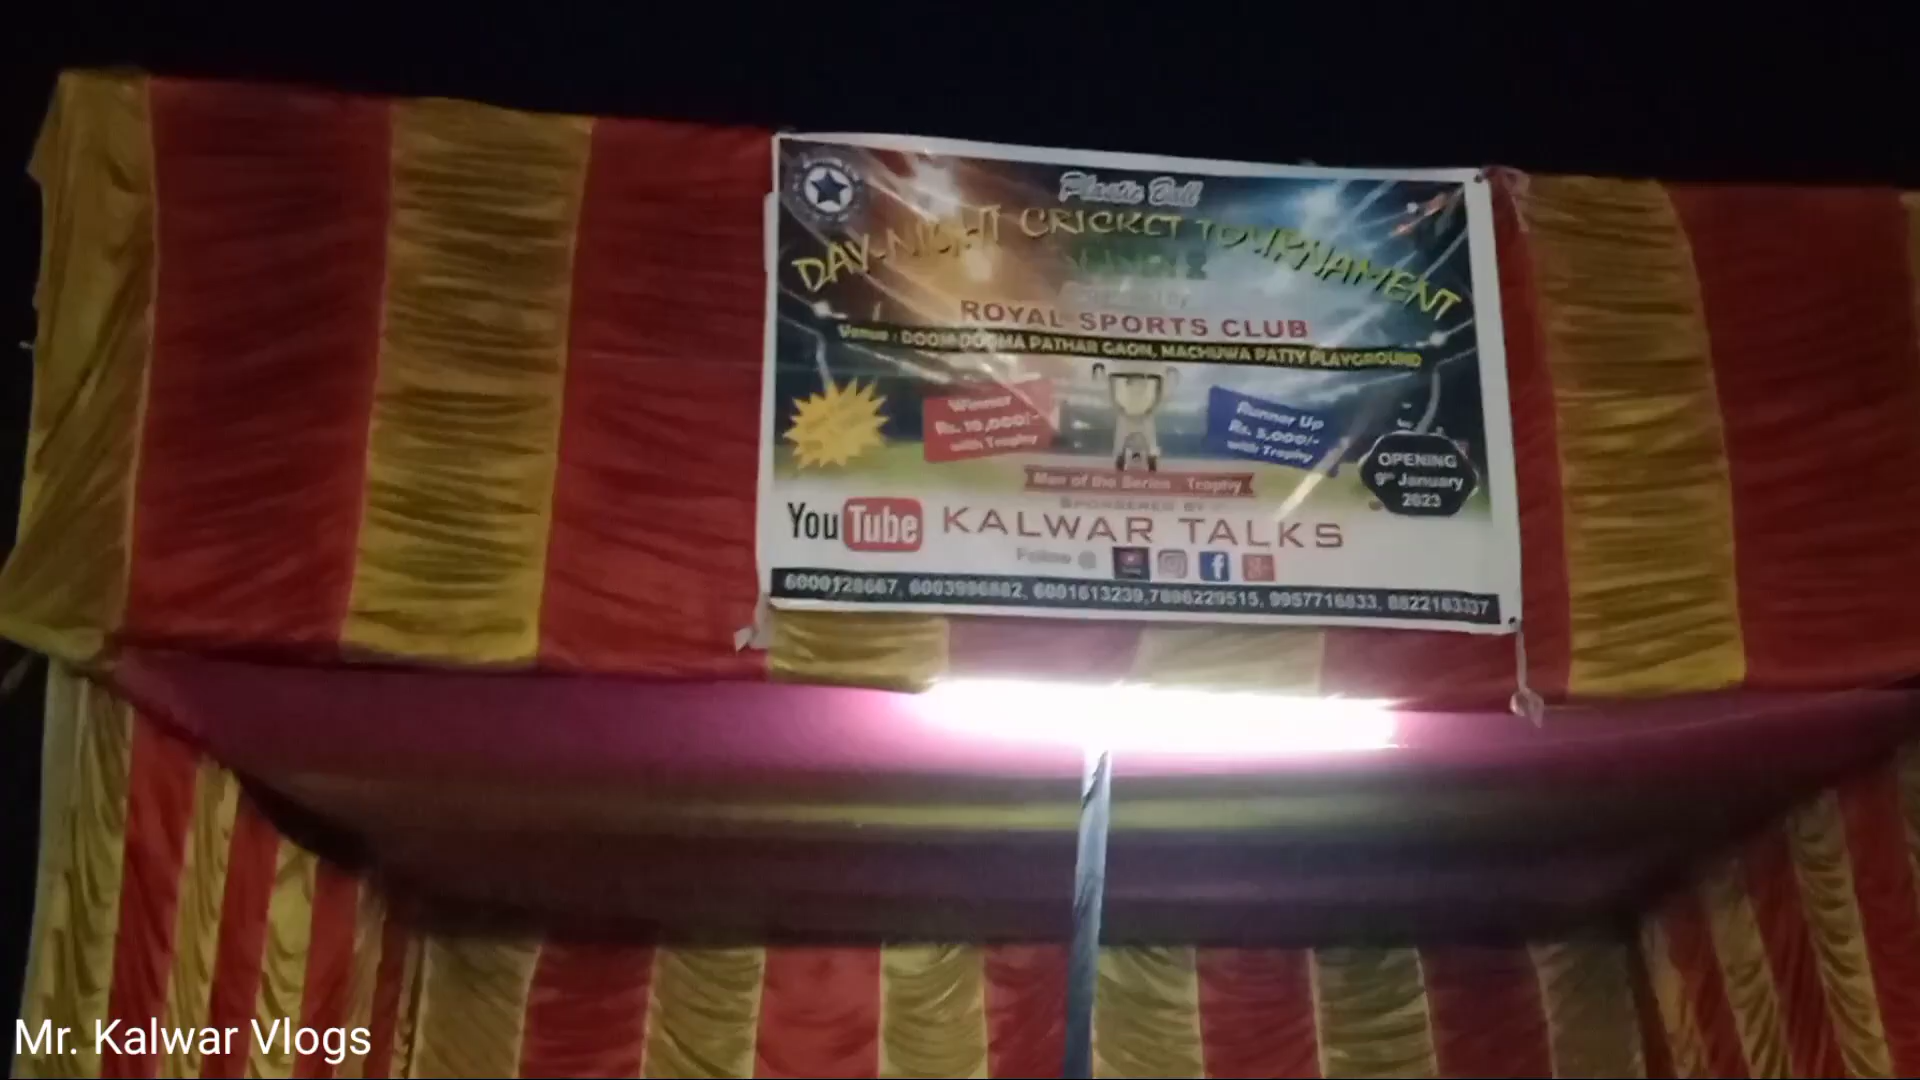 Plastic Ball
DAY-NIGHT CRICKET TOURNAMENT
ROYAL SPORTS CLUB
Venue : DOOM DOOMA PATHAR GAON, MACHUWA PATTY PLAYGROUND
Winner
Rs. 10,000/-
with Trophy
Runner Up
Rs. 5,000/-
with Trophy
Man of the Series - Trophy
OPENING
9th January
2023
SPONSERED BY
YouTube KALWAR TALKS
Follow @
6000128667, 6003996882, 6001613239,7896229515, 9957716833, 8822163337
Mr. Kalwar Vlogs